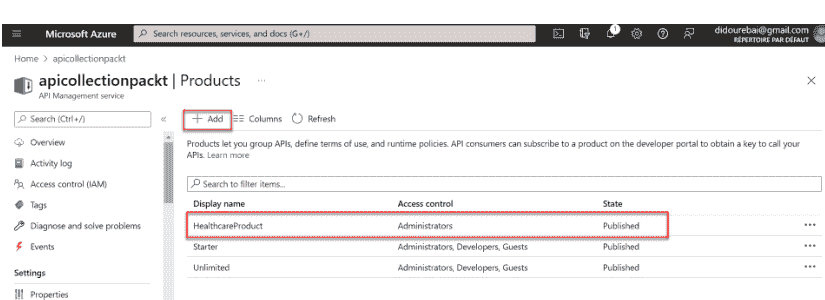 Microsoft Azure
Search resources, services, and docs (G+/)
1
didourebai@gmail.com
RÉPERTOIRE PAR DÉFAUT
Home > apicollectionpackt
apicollectionpackt | Products ...
API Management service
Search (Ctrl+/)
«
+ Add
Columns
Refresh
Overview
Activity log
Access control (IAM)
Tags
Diagnose and solve problems
Events
Settings
Properties
Products let you group APIs, define terms of use, and runtime policies. API consumers can subscribe to a product on the developer portal to obtain a key to call your
APIs. Learn more
Search to filter items...
Display name Access control State
HealthcareProduct Administrators Published ...
Starter Administrators, Developers, Guests Published ...
Unlimited Administrators, Developers, Guests Published ...